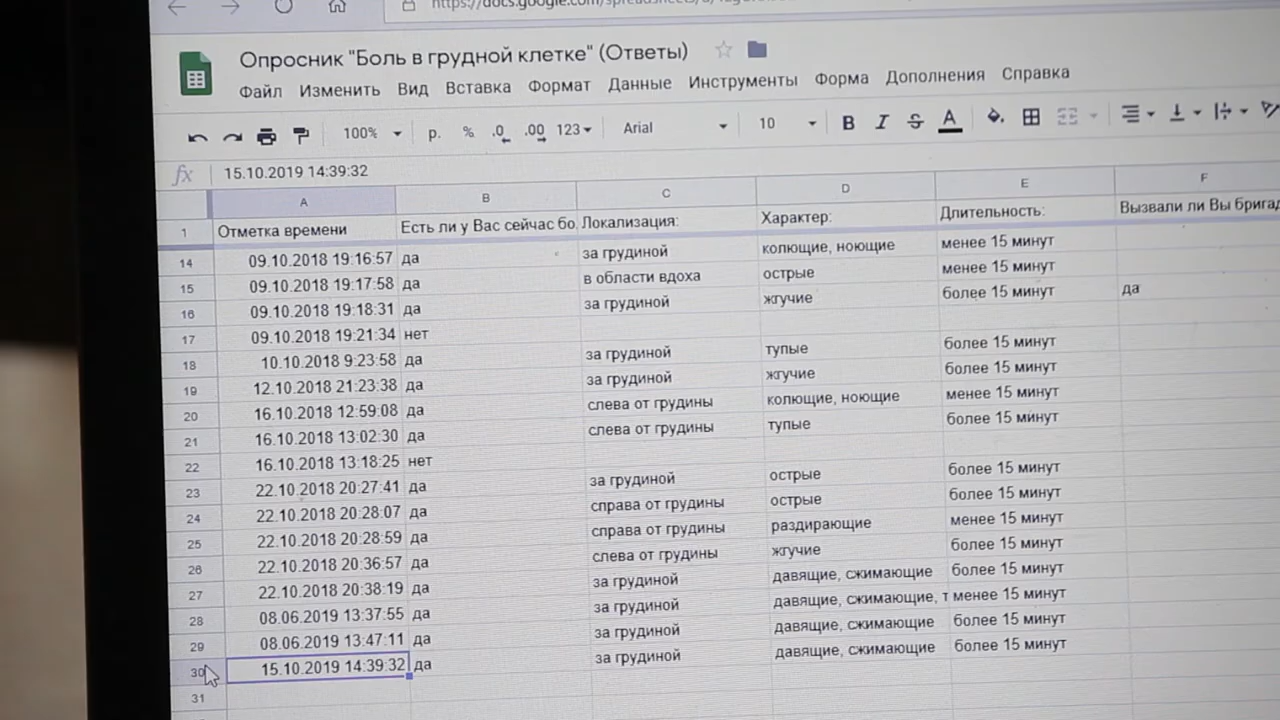 https://docs.google.com/spreadsheets/d/
Опросник "Боль в грудной клетке" (Ответы)
Файл Изменить Вид Вставка Формат Данные Инструменты Форма Дополнения Справка
100% р. % .0 .00 123 Arial 10 B I S A
fx 15.10.2019 14:39:32
A B C D E F
1 Отметка времени Есть ли у Вас сейчас бо Локализация: Характер: Длительность: Вызвали ли Вы бригад
14 09.10.2018 19:16:57 да за грудиной колющие, ноющие менее 15 минут
15 09.10.2018 19:17:58 да в области вдоха острые менее 15 минут
16 09.10.2018 19:18:31 да за грудиной жгучие более 15 минут да
17 09.10.2018 19:21:34 нет
18 10.10.2018 9:23:58 да за грудиной тупые более 15 минут
19 12.10.2018 21:23:38 да за грудиной жгучие более 15 минут
20 16.10.2018 12:59:08 да слева от грудины колющие, ноющие менее 15 минут
21 16.10.2018 13:02:30 да слева от грудины тупые более 15 минут
22 16.10.2018 13:18:25 нет
23 22.10.2018 20:27:41 да за грудиной острые более 15 минут
24 22.10.2018 20:28:07 да справа от грудины острые более 15 минут
25 22.10.2018 20:28:59 да справа от грудины раздирающие менее 15 минут
26 22.10.2018 20:36:57 да слева от грудины жгучие более 15 минут
27 22.10.2018 20:38:19 да за грудиной давящие, сжимающие более 15 минут
28 08.06.2019 13:37:55 да за грудиной давящие, сжимающие, т менее 15 минут
29 08.06.2019 13:47:11 да за грудиной давящие, сжимающие более 15 минут
30 15.10.2019 14:39:32 да за грудиной давящие, сжимающие более 15 минут
31